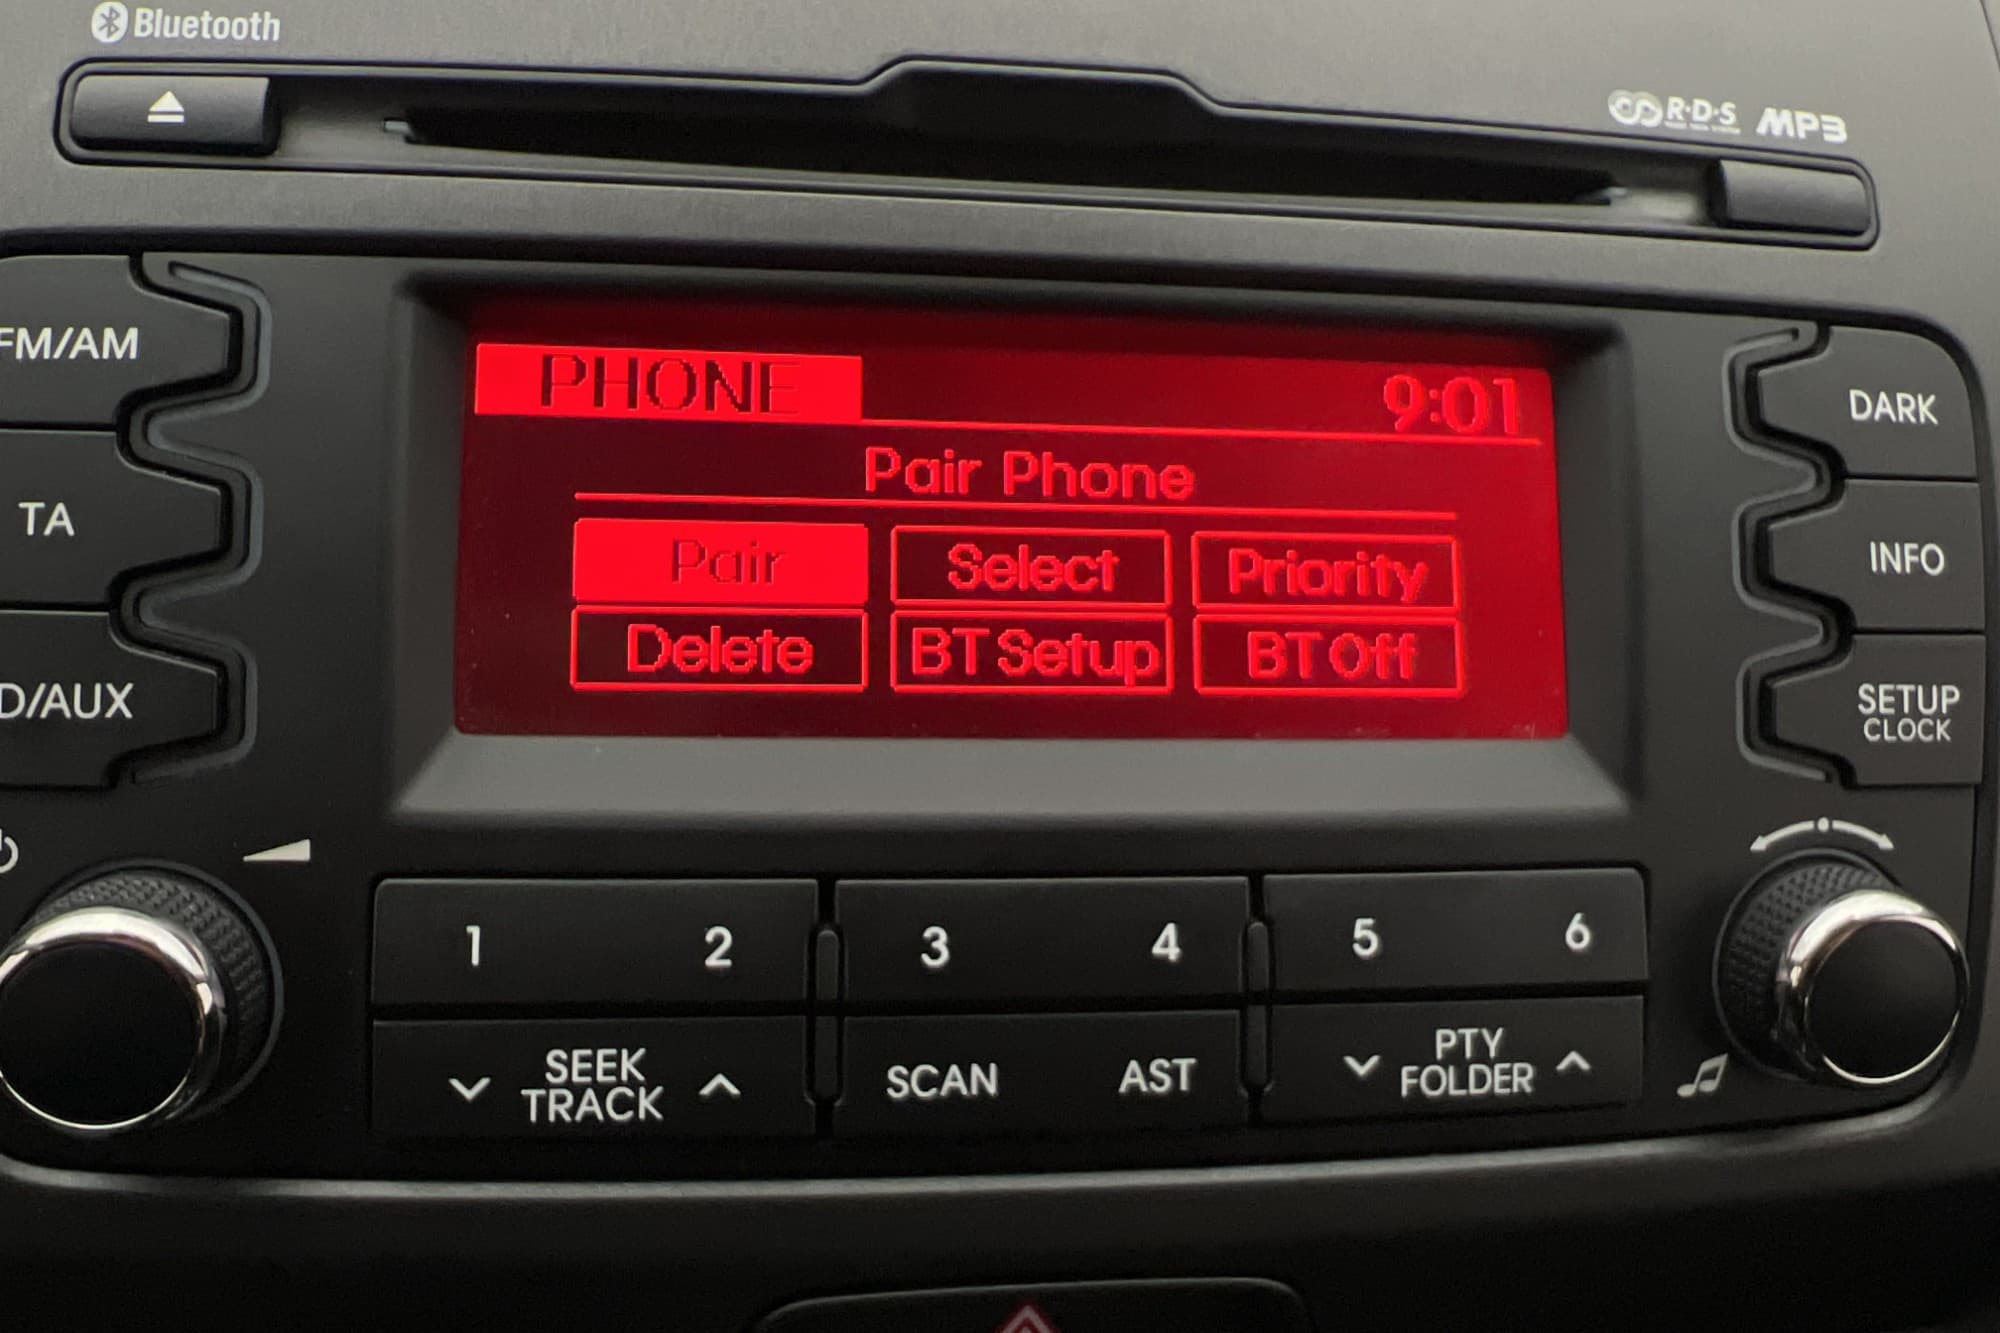 Bluetooth
R·D·S MP3
FM/AM
TA
D/AUX
PHONE 9:01
Pair Phone
Pair Select Priority
Delete BT Setup BT Off
DARK
INFO
SETUP
CLOCK
1 2 3 4 5 6
SEEK
TRACK
SCAN AST
PTY
FOLDER